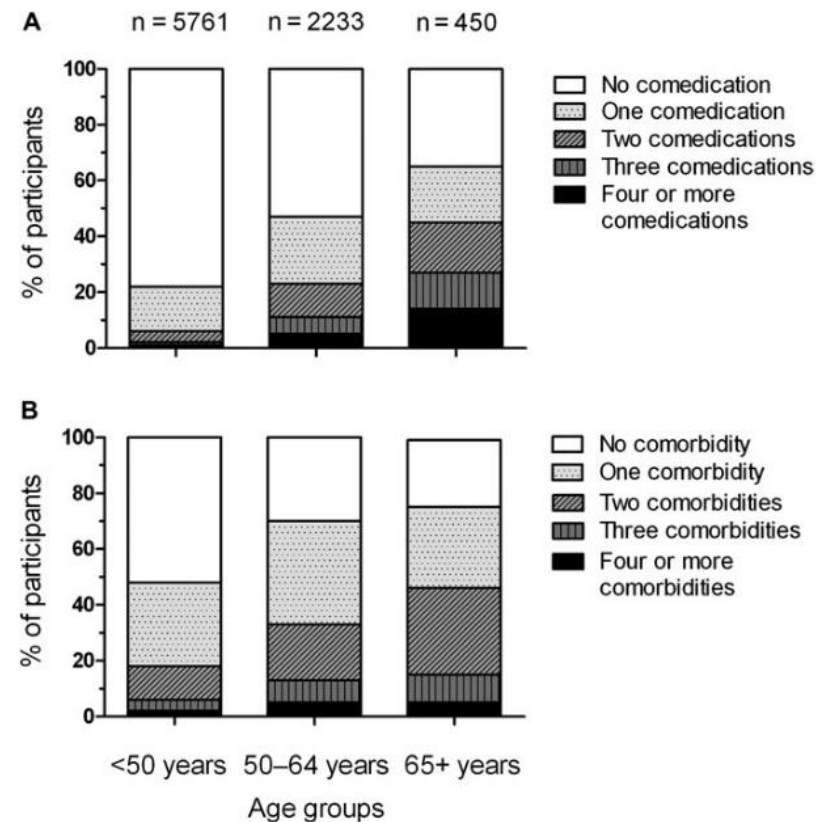 A
n = 5761 n = 2233 n = 450
% of participants
100
80
60
40
20
0
No comedication
One comedication
Two comedications
Three comedications
Four or more
comedications
B
% of participants
100
80
60
40
20
0
No comorbidity
One comorbidity
Two comorbidities
Three comorbidities
Four or more
comorbidities
<50 years 50–64 years 65+ years
Age groups